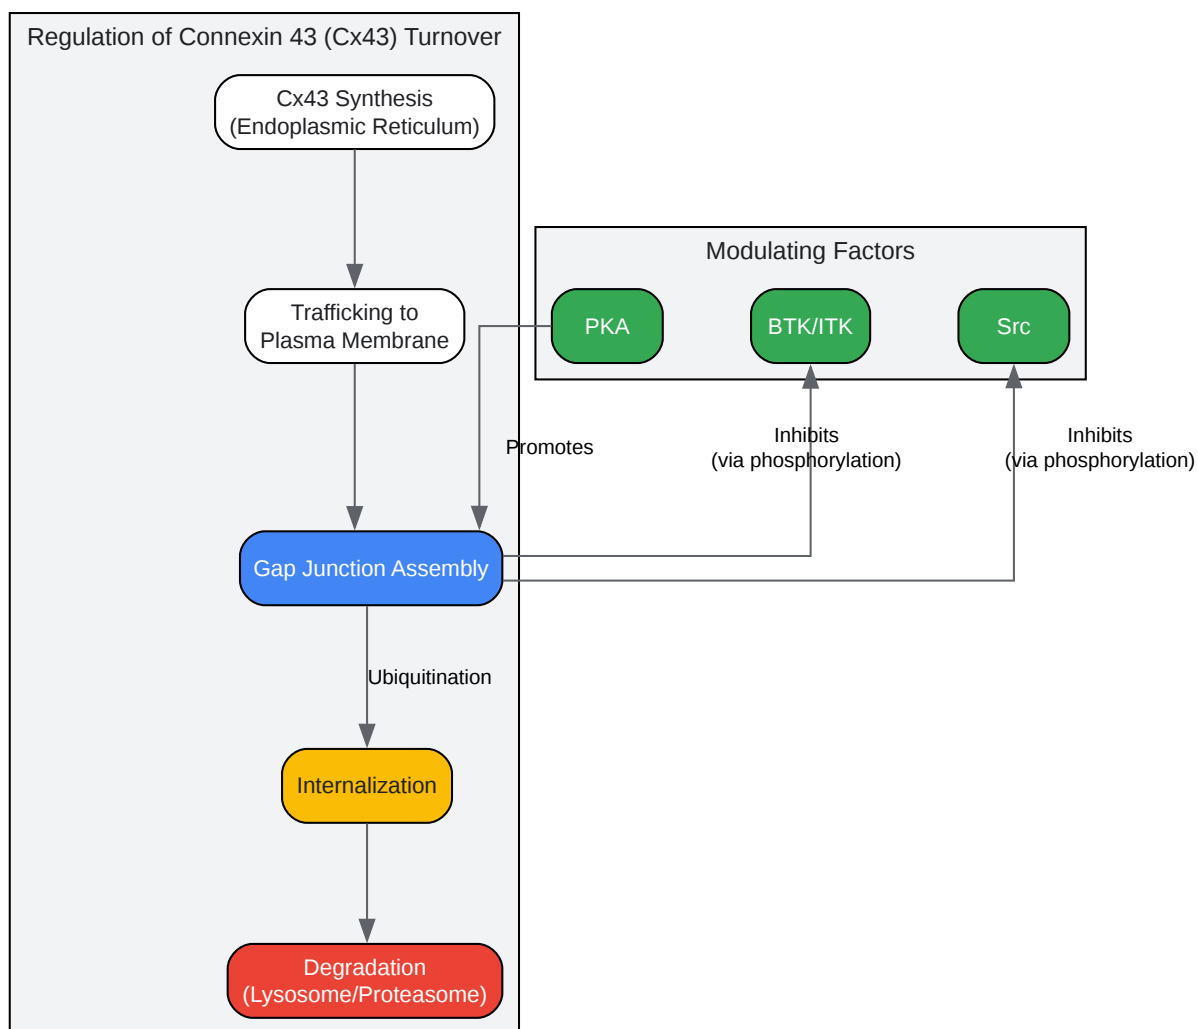 Regulation of Connexin 43 (Cx43) Turnover
Cx43 Synthesis
(Endoplasmic Reticulum)
Modulating Factors
Trafficking to
Plasma Membrane
PKA
BTK/ITK
Src
Promotes
Inhibits
(via phosphorylation)
Inhibits
(via phosphorylation)
Gap Junction Assembly
Ubiquitination
Internalization
Degradation
(Lysosome/Proteasome)